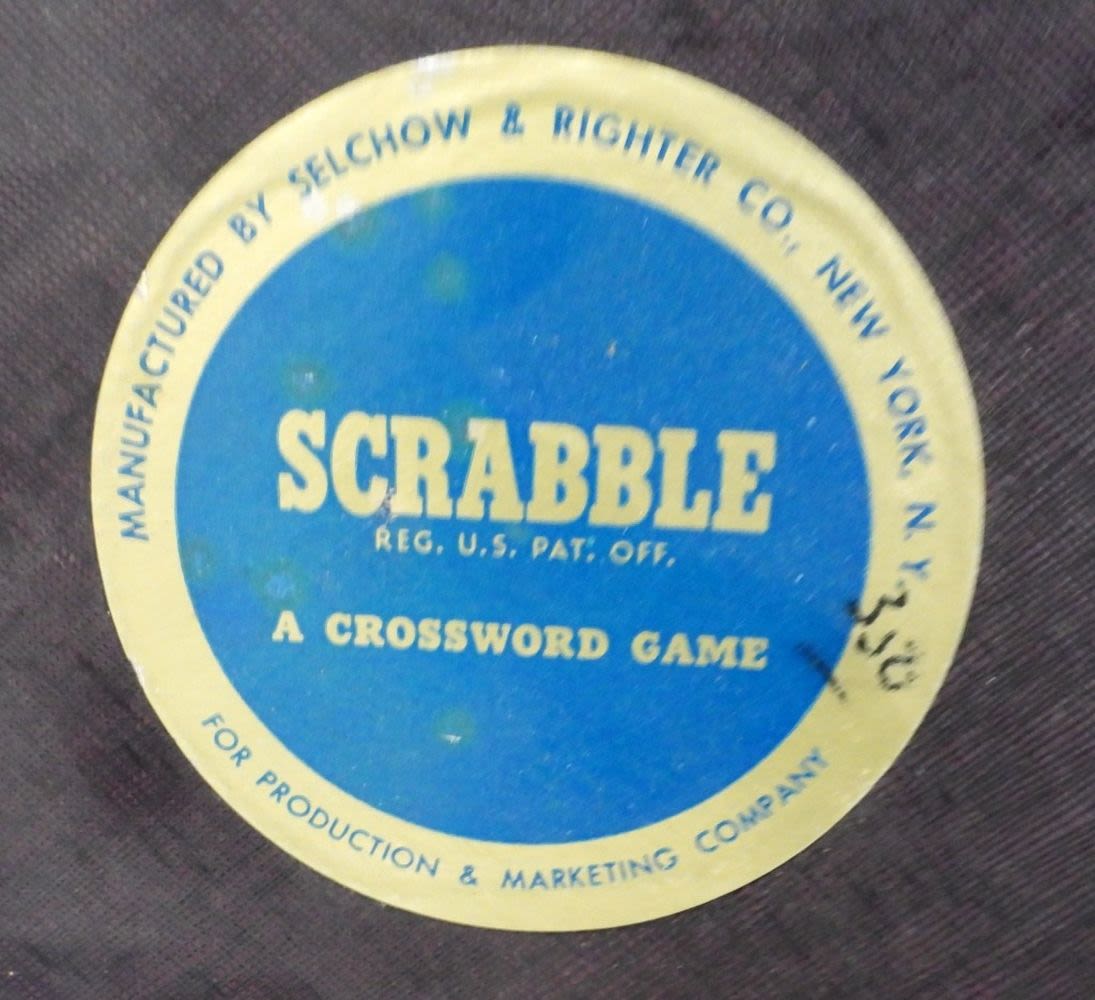 MANUFACTURED BY SELCHOW & RIGHTER CO., NEW YORK, N. Y.
SCRABBLE
REG. U.S. PAT. OFF.
A CROSSWORD GAME
FOR PRODUCTION & MARKETING COMPANY